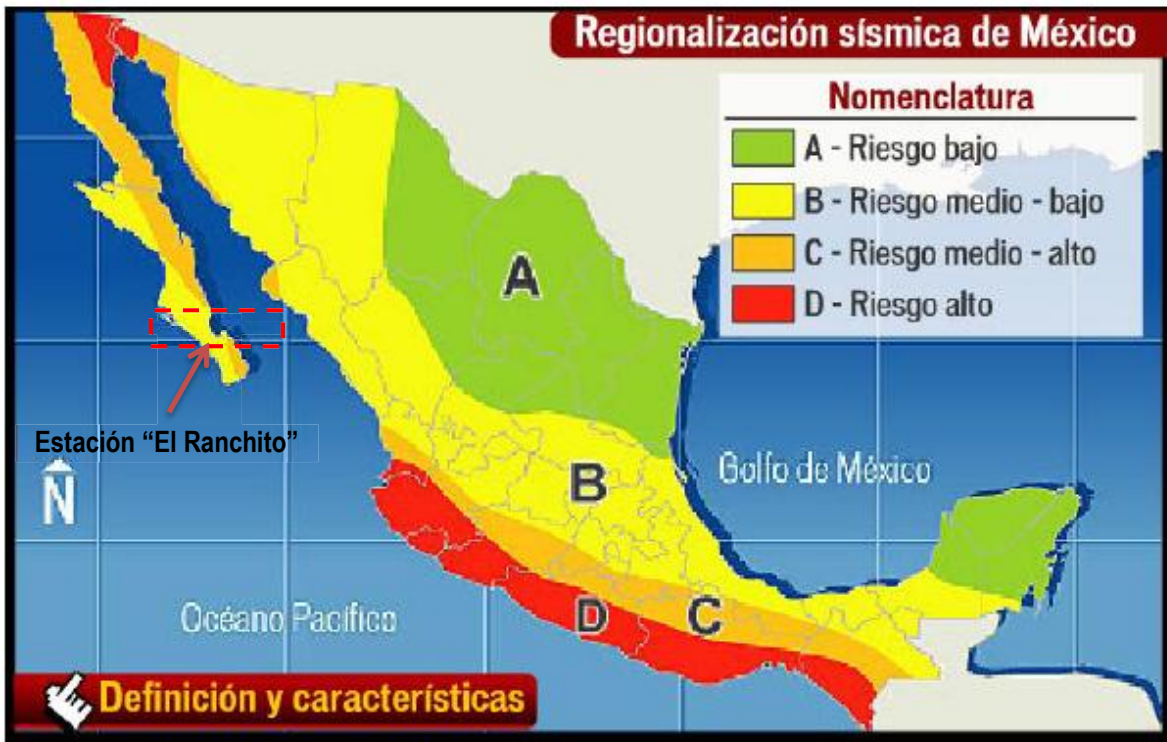 Regionalización sísmica de México
Nomenclatura
A - Riesgo bajo
B - Riesgo medio - bajo
C - Riesgo medio - alto
D - Riesgo alto
A
Estación “El Ranchito”
N
B
Golfo de México
Océano Pacífico
D
C
Definición y características